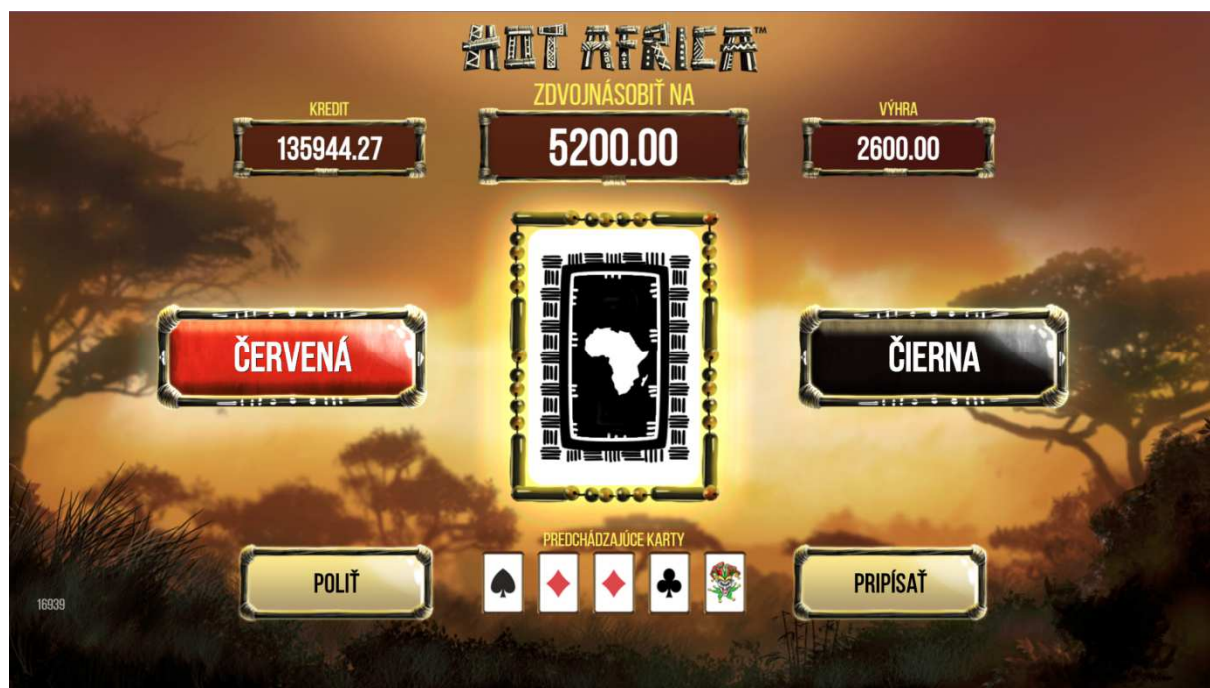 HOT AFRICA™
ZDVOJNÁSOBIŤ NA
KREDIT
VÝHRA
135944.27
5200.00
2600.00
ČERVENÁ
ČIERNA
PREDCHÁDZAJÚCE KARTY
POLIŤ
PRIPÍSAŤ
16939